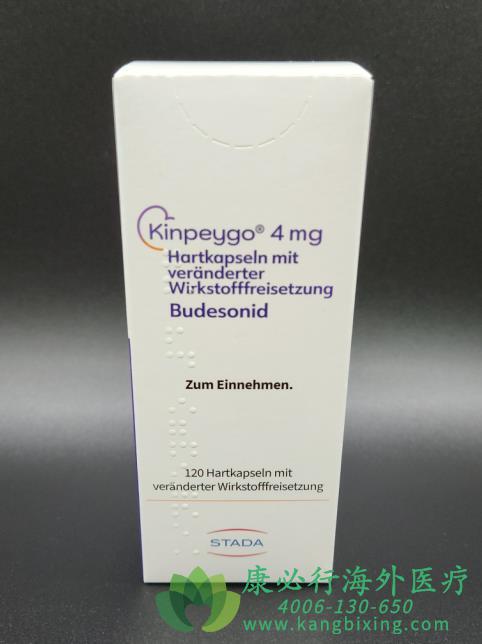 Kinpeygo® 4 mg
Hartkapseln mit
veränderter
Wirkstofffreisetzung
Budesonid
Zum Einnehmen.
120 Hartkapseln mit
veränderter Wirkstofffreisetzung
STADA
康必行海外医疗
4006-130-650
www.kangbixing.com